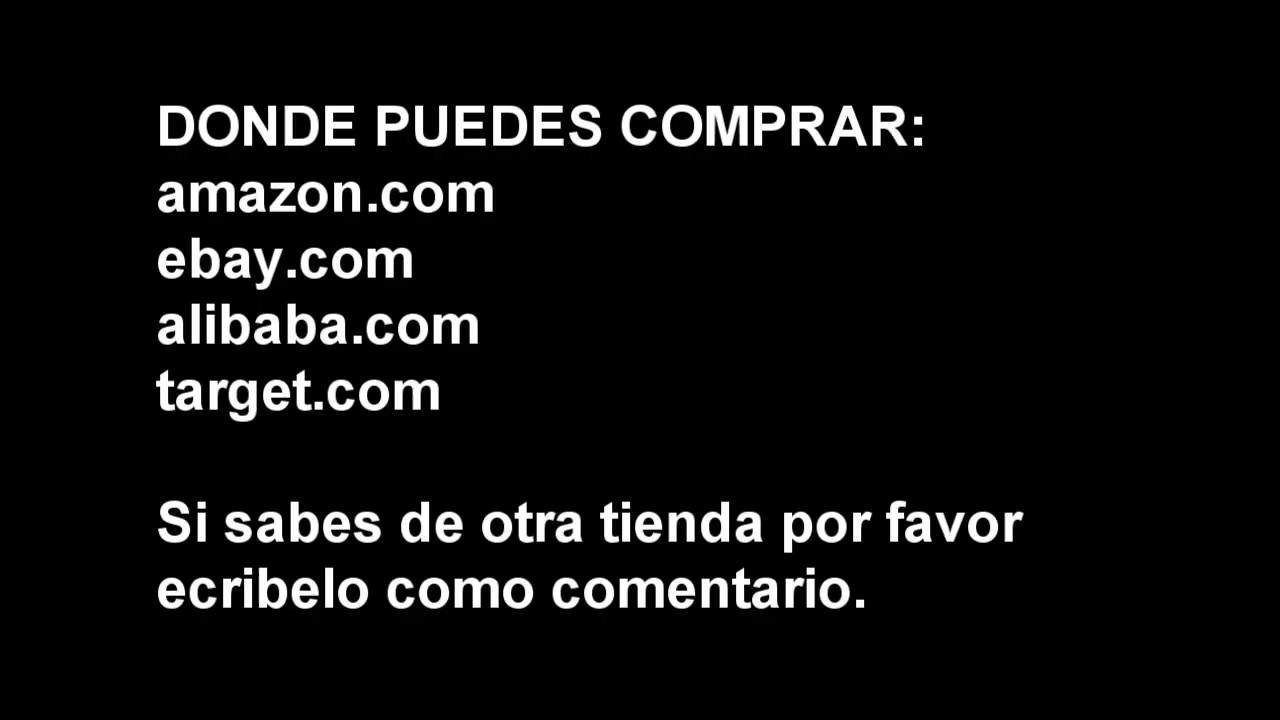 DONDE PUEDES COMPRAR:
amazon.com
ebay.com
alibaba.com
target.com
Si sabes de otra tienda por favor
ecribelo como comentario.